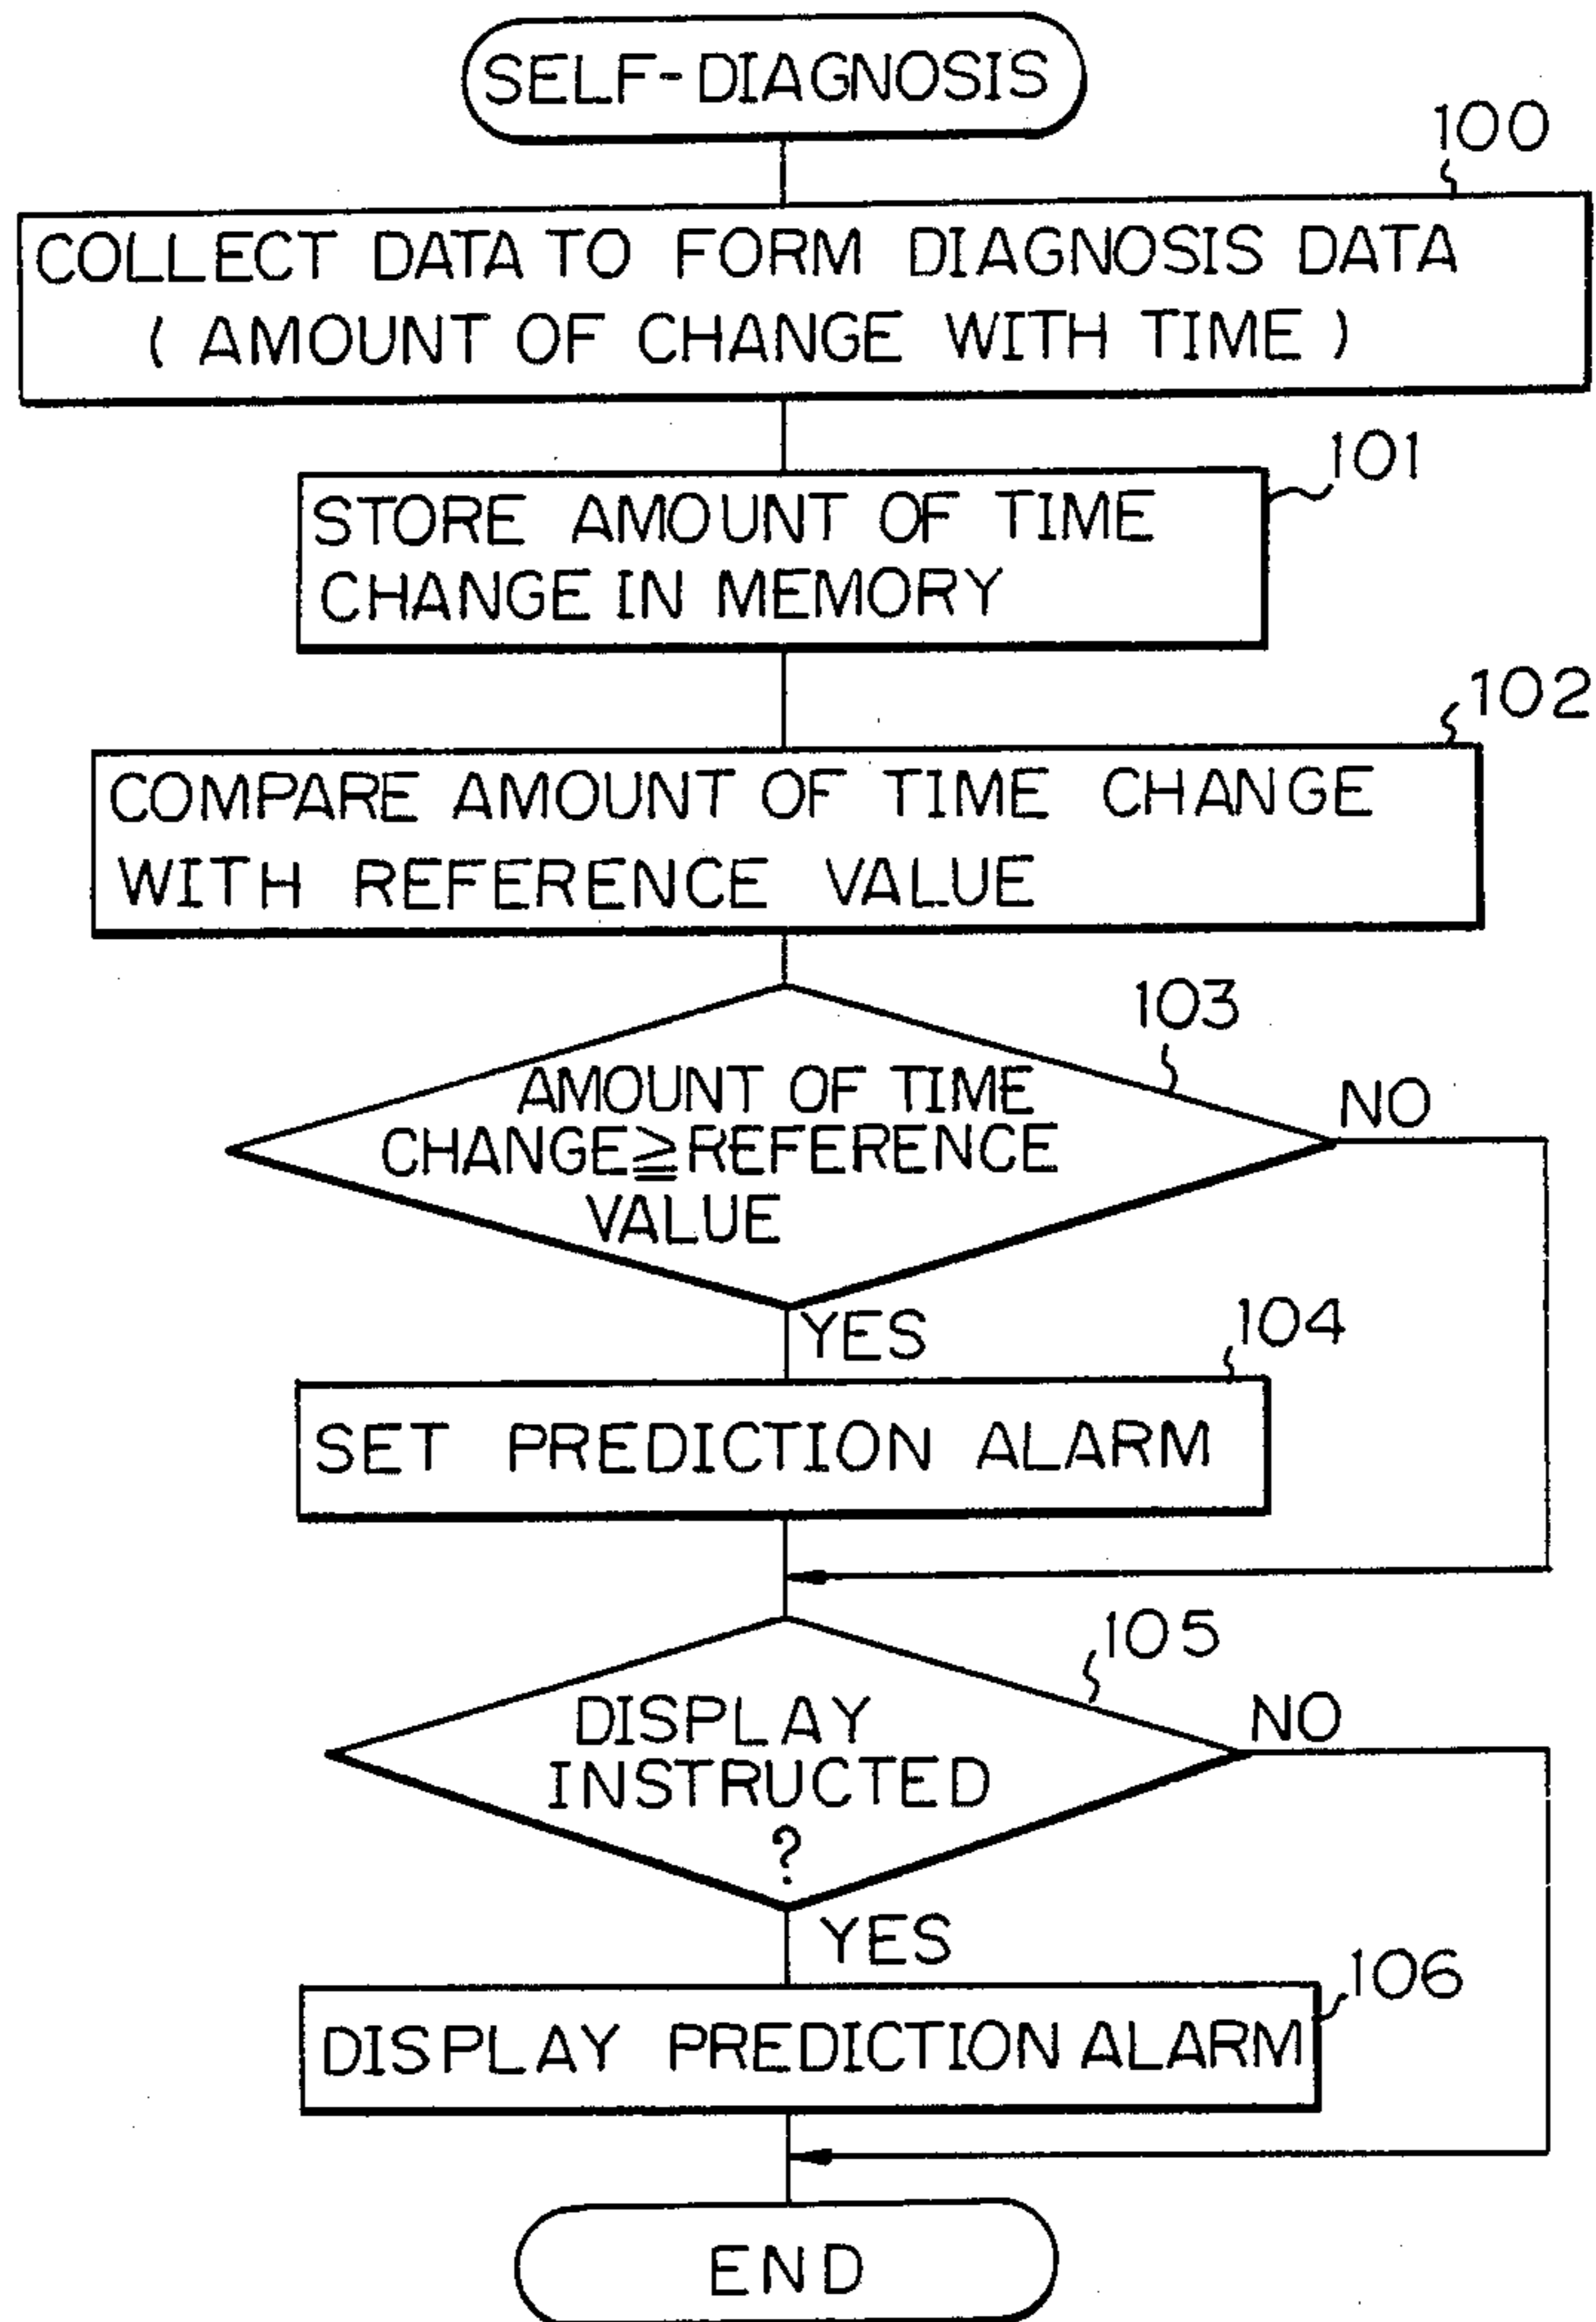 SELF-DIAGNOSIS
100
COLLECT DATA TO FORM DIAGNOSIS DATA
( AMOUNT OF CHANGE WITH TIME )
101
STORE AMOUNT OF TIME
CHANGE IN MEMORY
102
COMPARE AMOUNT OF TIME CHANGE
WITH REFERENCE VALUE
103
AMOUNT OF TIME
CHANGE≧REFERENCE
VALUE
NO
YES
104
SET PREDICTION ALARM
105
DISPLAY
INSTRUCTED
?
NO
YES
106
DISPLAY PREDICTION ALARM
END